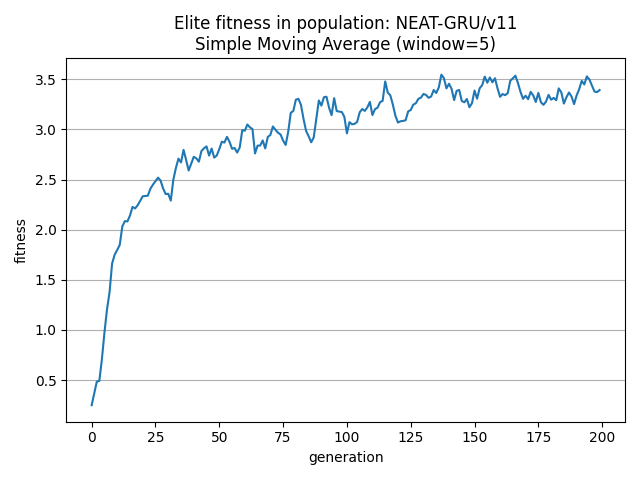 Elite fitness in population: NEAT-GRU/v11
Simple Moving Average (window=5)
3.5
3.0
2.5
2.0
1.5
1.0
0.5
fitness
0 25 50 75 100 125 150 175 200
generation